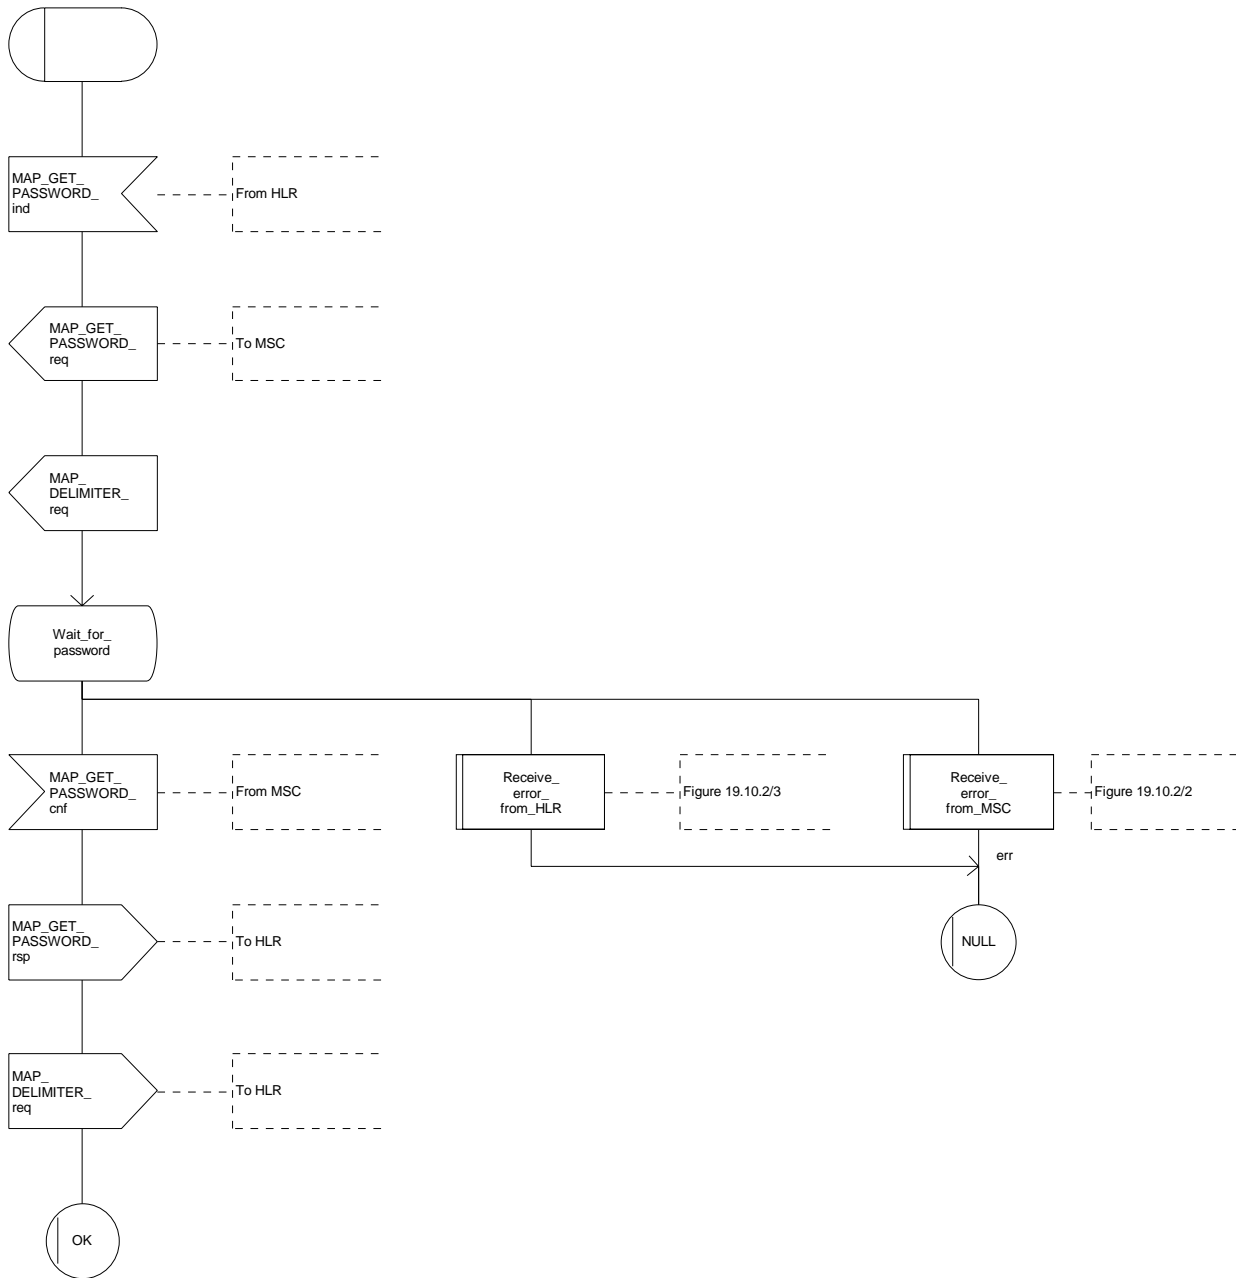 MAP_GET_
PASSWORD_
ind
From HLR
MAP_GET_
PASSWORD_
req
To MSC
MAP_
DELIMITER_
req
Wait_for_
password
MAP_GET_
PASSWORD_
cnf
From MSC
Receive_
error_
from_HLR
Figure 19.10.2/3
Receive_
error_
from_MSC
Figure 19.10.2/2
err
MAP_GET_
PASSWORD_
rsp
To HLR
NULL
MAP_
DELIMITER_
req
To HLR
OK